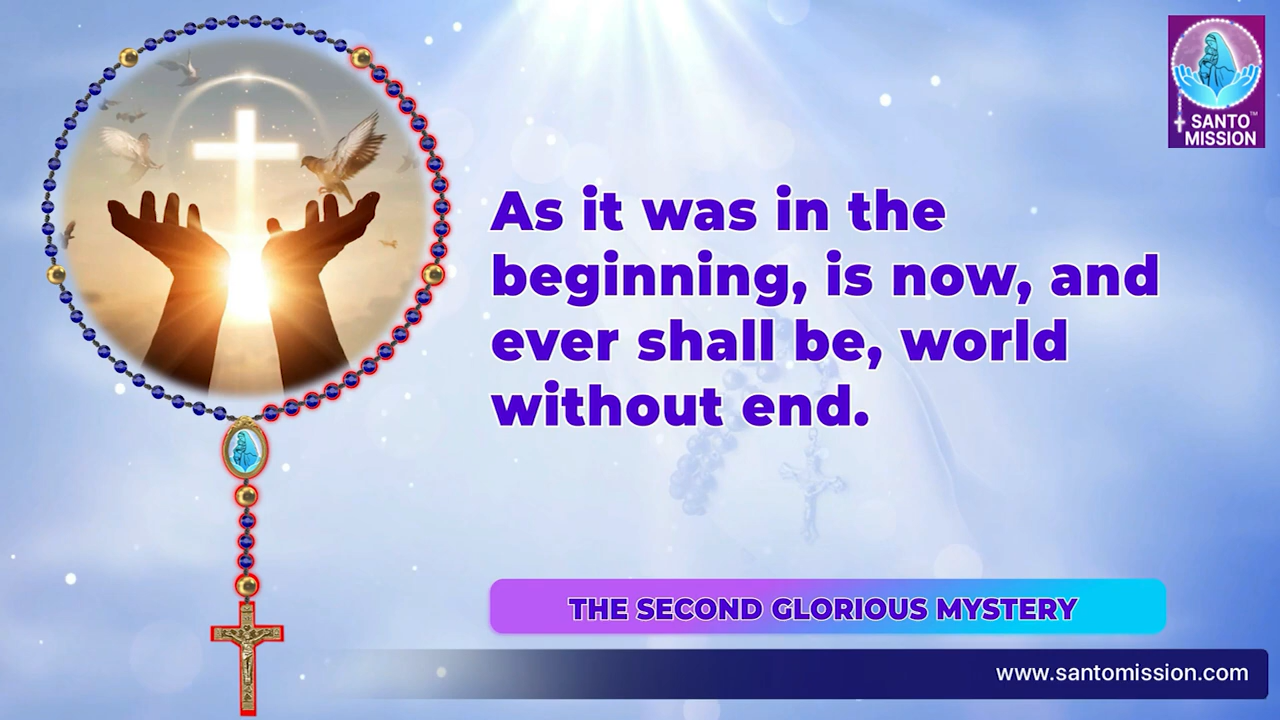 SANTO™
MISSION
As it was in the
beginning, is now, and
ever shall be, world
without end.
THE SECOND GLORIOUS MYSTERY
www.santomission.com